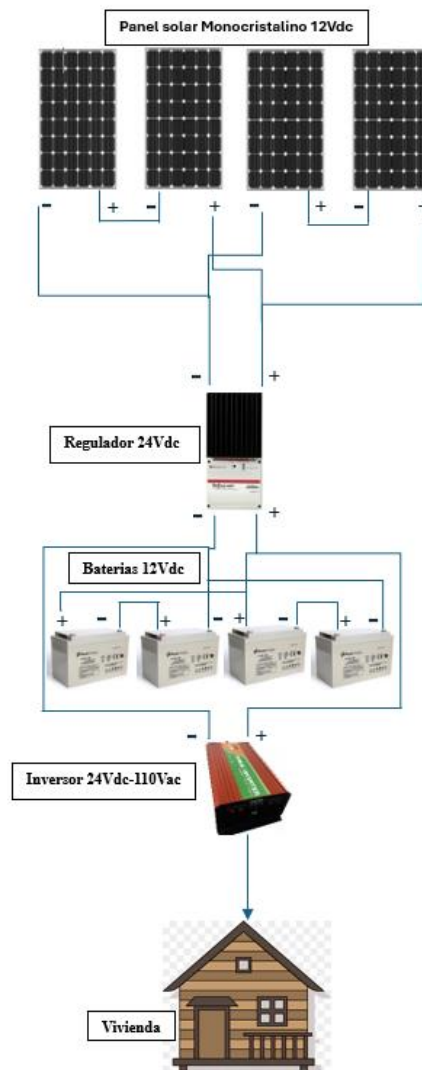 Panel solar Monocristalino 12Vdc
- + - + - + - +
- +
Regulador 24Vdc
- +
Baterias 12Vdc
+ - + - + - + -
- +
Inversor 24Vdc-110Vac
Vivienda